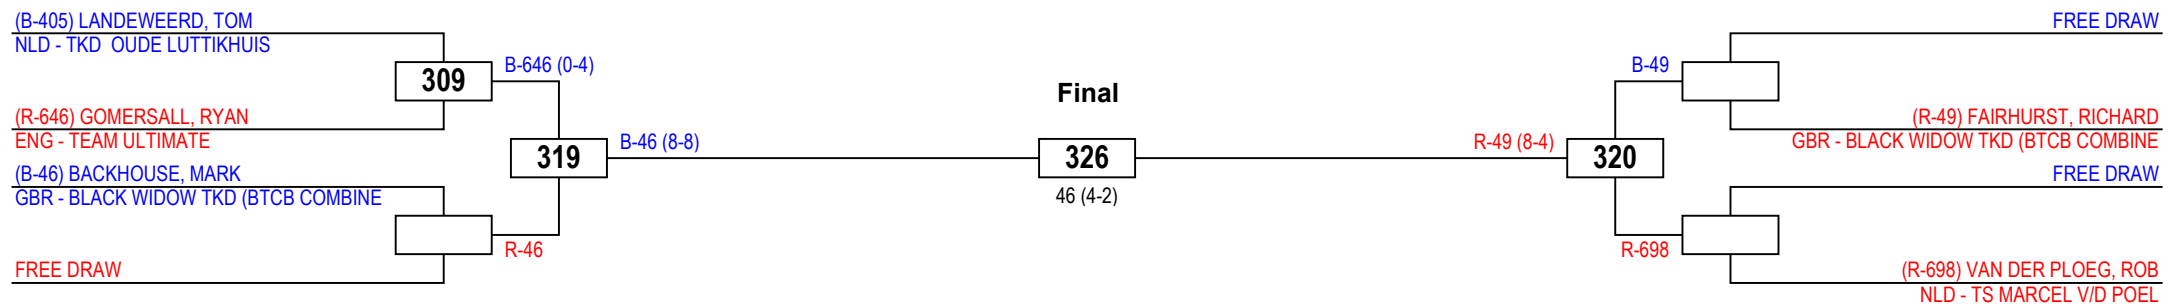 (B-405) LANDEWEERD, TOM
NLD - TKD  OUDE LUTTIKHUIS
309
B-646 (0-4)
(R-646) GOMERSALL, RYAN
ENG - TEAM ULTIMATE
319
B-46 (8-8)
(B-46) BACKHOUSE, MARK
GBR - BLACK WIDOW TKD (BTCB COMBINE
R-46
FREE DRAW
Final
326
46 (4-2)
FREE DRAW
B-49
(R-49) FAIRHURST, RICHARD
GBR - BLACK WIDOW TKD (BTCB COMBINE
R-49 (8-4)
320
FREE DRAW
R-698
(R-698) VAN DER PLOEG, ROB
NLD - TS MARCEL V/D POEL